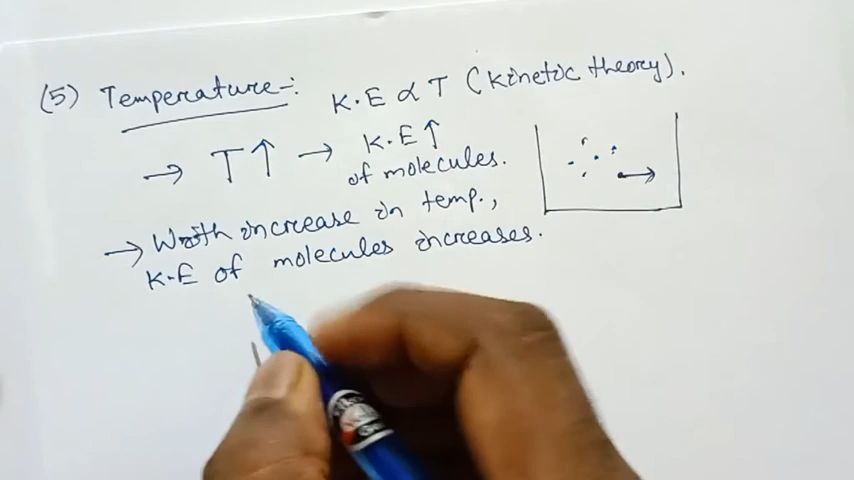 (5) Temperature-: K.E ∝ T (Kinetic theory).
→ T↑ → K.E↑
of molecules.
→ With increase in temp.,
K.E of molecules increases.